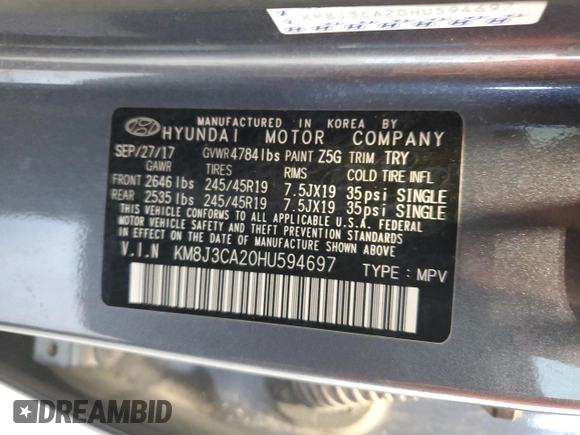 KM8J3CA20HU594697
MANUFACTURED IN KOREA BY
HYUNDAI MOTOR COMPANY
SEP/27/17 GVWR 4784 lbs PAINT Z5G TRIM TRY
GAWR TIRES RIMS COLD TIRE INFL
FRONT 2646 lbs 245/45R19 7.5JX19 35psi SINGLE
REAR 2535 lbs 245/45R19 7.5JX19 35psi SINGLE
THIS VEHICLE CONFORMS TO ALL APPLICABLE U.S.A. FEDERAL
MOTOR VEHICLE SAFETY AND THEFT PREVENTION STANDARDS
IN EFFECT ON THE DATE OF MANUFACTURE SHOWN ABOVE
V.I.N KM8J3CA20HU594697 TYPE : MPV
DREAMBID